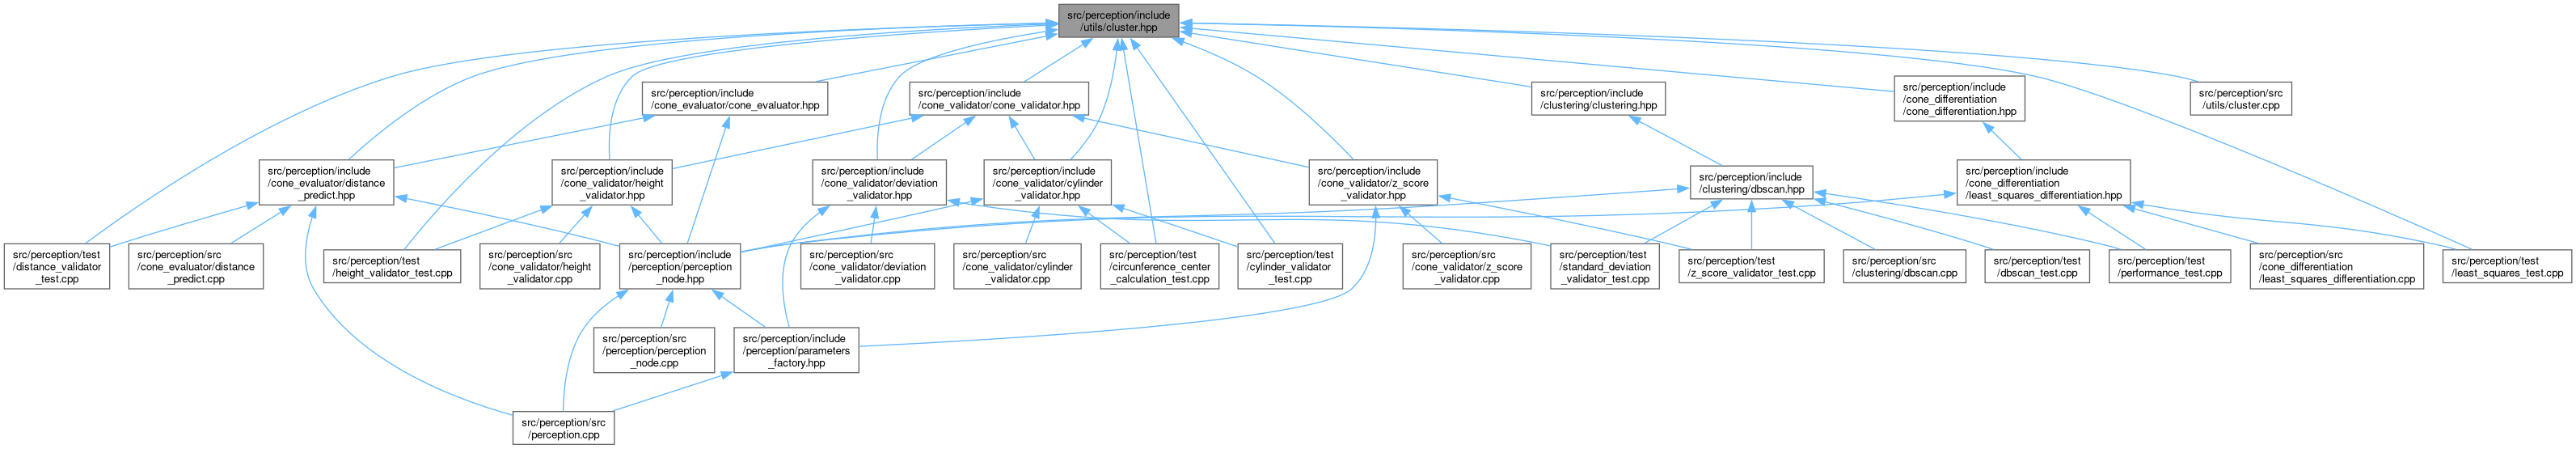 src/perception/include
/utils/cluster.hpp
src/perception/include
/cone_evaluator/cone_evaluator.hpp
src/perception/include
/cone_validator/cone_validator.hpp
src/perception/include
/clustering/clustering.hpp
src/perception/include
/cone_differentiation
/cone_differentiation.hpp
src/perception/src
/utils/cluster.cpp
src/perception/include
/cone_evaluator/distance
_predict.hpp
src/perception/include
/cone_validator/height
_validator.hpp
src/perception/include
/cone_validator/deviation
_validator.hpp
src/perception/include
/cone_validator/cylinder
_validator.hpp
src/perception/include
/cone_validator/z_score
_validator.hpp
src/perception/include
/clustering/dbscan.hpp
src/perception/include
/cone_differentiation
/least_squares_differentiation.hpp
src/perception/test
/distance_validator
_test.cpp
src/perception/src
/cone_evaluator/distance
_predict.cpp
src/perception/test
/height_validator_test.cpp
src/perception/src
/cone_validator/height
_validator.cpp
src/perception/include
/perception/perception
_node.hpp
src/perception/src
/cone_validator/deviation
_validator.cpp
src/perception/src
/cone_validator/cylinder
_validator.cpp
src/perception/test
/circunference_center
_calculation_test.cpp
src/perception/test
/cylinder_validator
_test.cpp
src/perception/src
/cone_validator/z_score
_validator.cpp
src/perception/test
/standard_deviation
_validator_test.cpp
src/perception/test
/z_score_validator_test.cpp
src/perception/src
/clustering/dbscan.cpp
src/perception/test
/dbscan_test.cpp
src/perception/test
/performance_test.cpp
src/perception/src
/cone_differentiation
/least_squares_differentiation.cpp
src/perception/test
/least_squares_test.cpp
src/perception/src
/perception/perception
_node.cpp
src/perception/include
/perception/parameters
_factory.hpp
src/perception/src
/perception.cpp